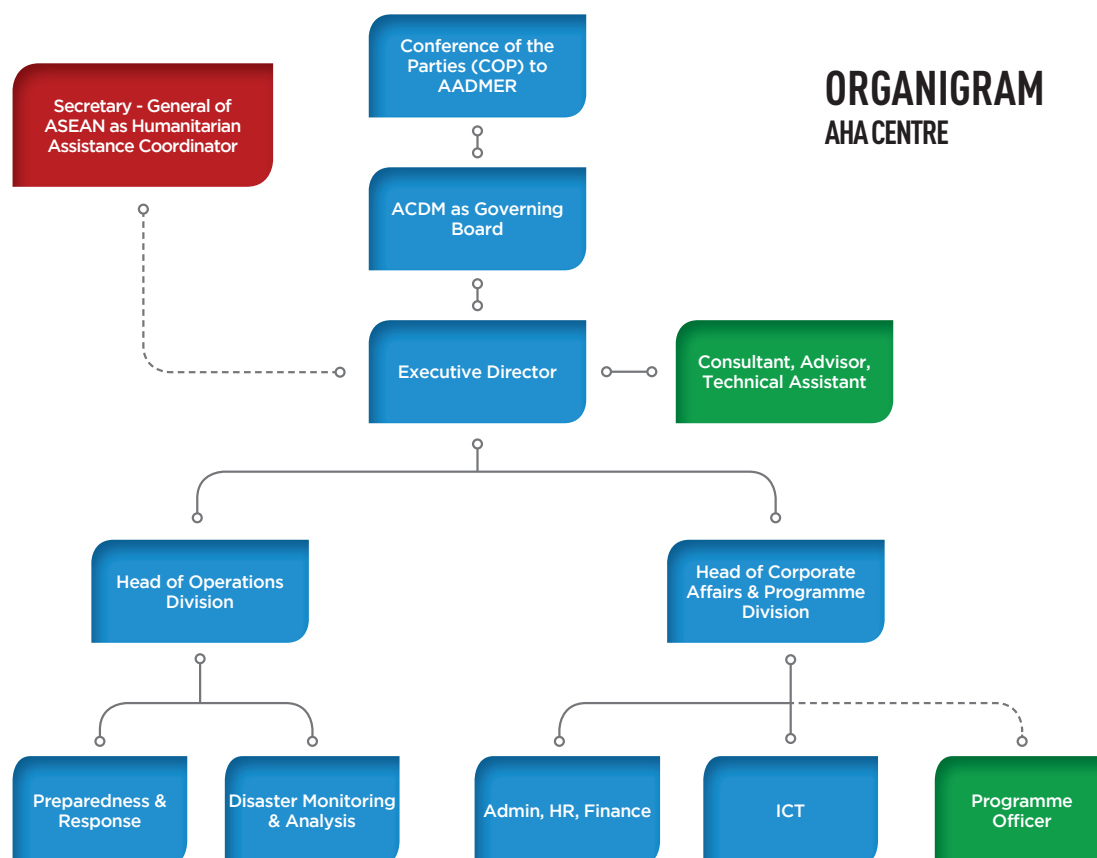 ORGANIGRAM
AHA CENTRE
Conference of the
Parties (COP) to
AADMER
Secretary - General of
ASEAN as Humanitarian
Assistance Coordinator
ACDM as Governing
Board
Executive Director
Consultant, Advisor,
Technical Assistant
Head of Operations
Division
Head of Corporate
Affairs & Programme
Division
Preparedness &
Response
Disaster Monitoring
& Analysis
Admin, HR, Finance
ICT
Programme
Officer